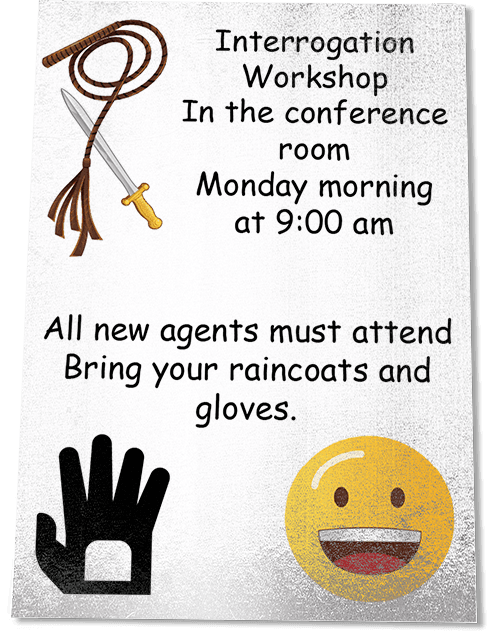 Interrogation
Workshop
In the conference
room
Monday morning
at 9:00 am
All new agents must attend
Bring your raincoats and
gloves.